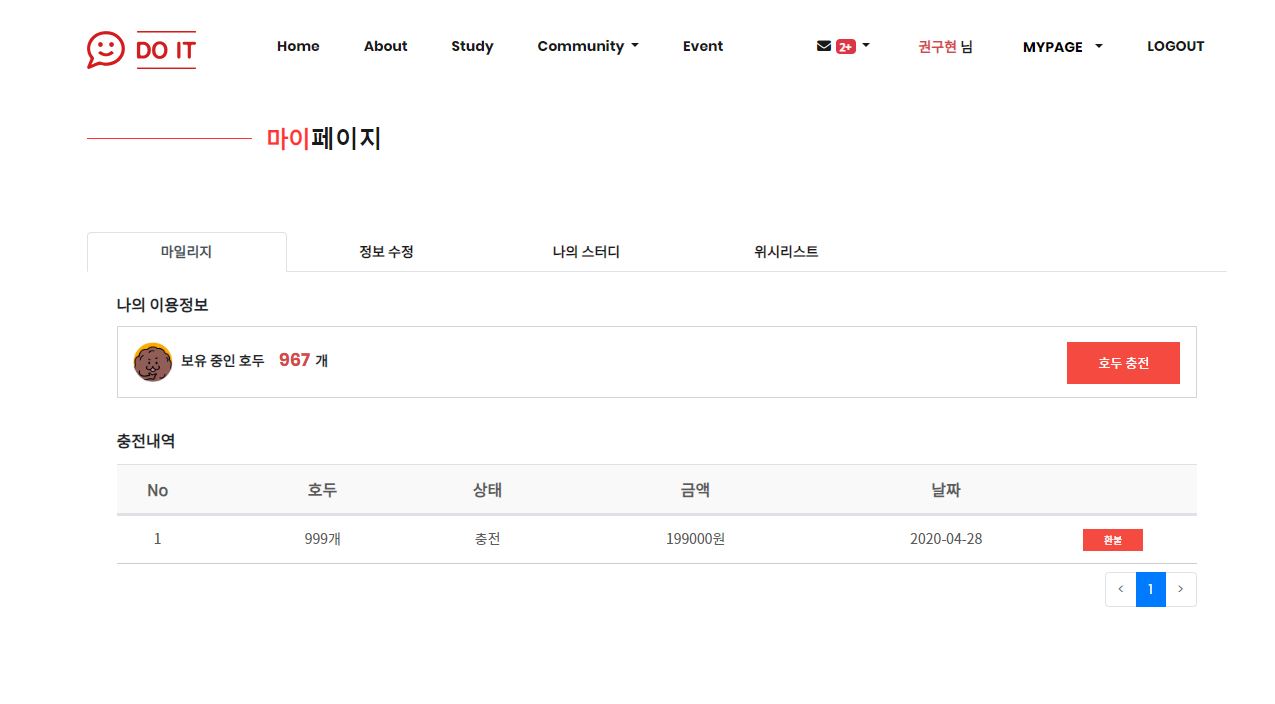 DO IT
Home About Study Community Event 2+ 권구현 님 MYPAGE LOGOUT
마이페이지
마일리지 정보 수정 나의 스터디 위시리스트
나의 이용정보
보유 중인 호두 967 개 호두 충전
충전내역
No 호두 상태 금액 날짜
1 999개 충전 199000원 2020-04-28 환불
< 1 >